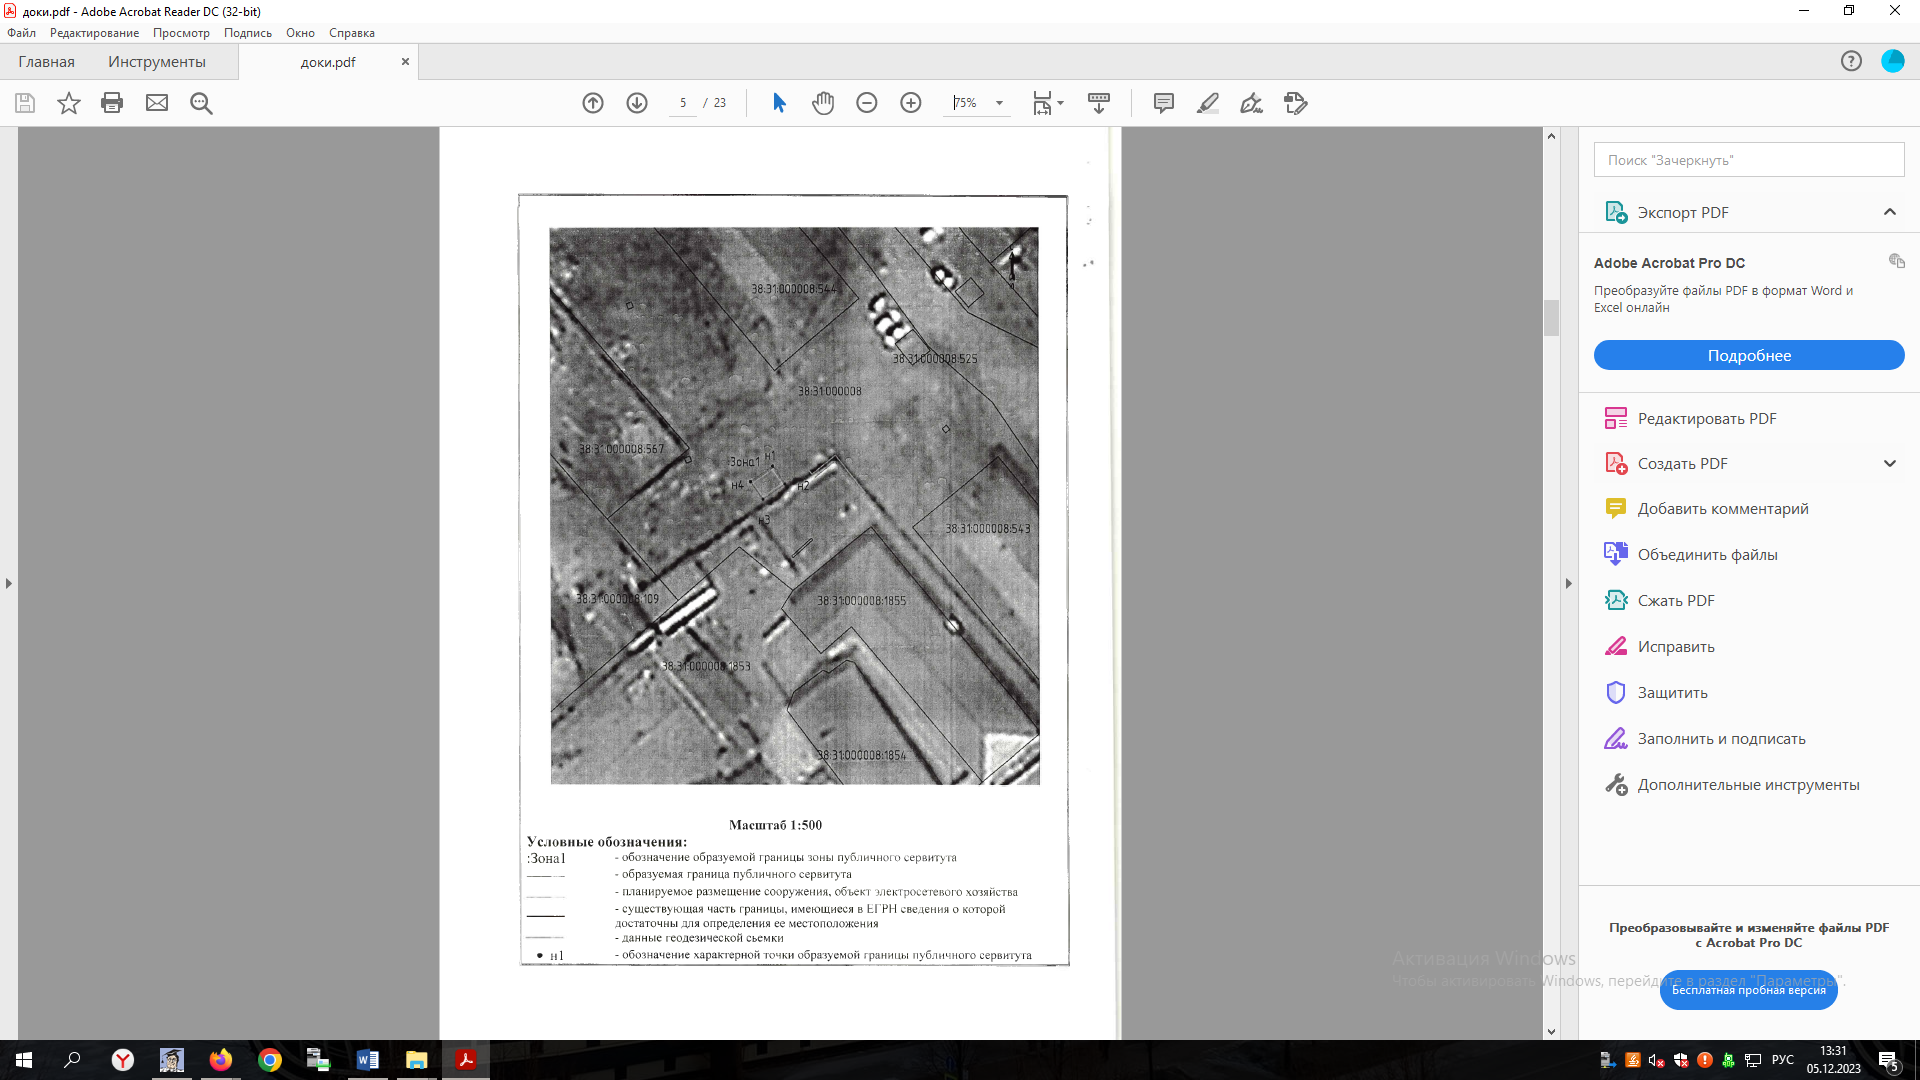 доки.pdf - Adobe Acrobat Reader DC (32-bit)
Файл Редактирование Просмотр Подпись Окно Справка
Главная Инструменты доки.pdf ×
5 / 23 75%
Поиск "Зачеркнуть"
Экспорт PDF
Adobe Acrobat Pro DC
Преобразуйте файлы PDF в формат Word и
Excel онлайн
Подробнее
Редактировать PDF
Создать PDF
Добавить комментарий
Объединить файлы
Сжать PDF
Исправить
Защитить
Заполнить и подписать
Дополнительные инструменты
Преобразовывайте и изменяйте файлы PDF
с Acrobat Pro DC
Бесплатная пробная версия
38:31:000008:544
38:31:000008:525
38:31:000008
38:31:000008:567
:Зона1 н1
н4 н2
н3
38:31:000008:543
38:31:000008:109
38:31:000008:1855
38:31:000008:1853
38:31:000008:1854
Масштаб 1:500
Условные обозначения:
:Зона1 - обозначение образуемой границы зоны публичного сервитута
- образуемая граница публичного сервитута
- планируемое размещение сооружения, объект электросетевого хозяйства
- существующая часть границы, имеющиеся в ЕГРН сведения о которой
достаточны для определения ее местоположения
- данные геодезической сьемки
• н1 - обозначение характерной точки образуемой границы публичного сервитута
Активация Windows
Чтобы активировать Windows, перейдите в раздел "Параметры".
РУС
13:31
05.12.2023
5